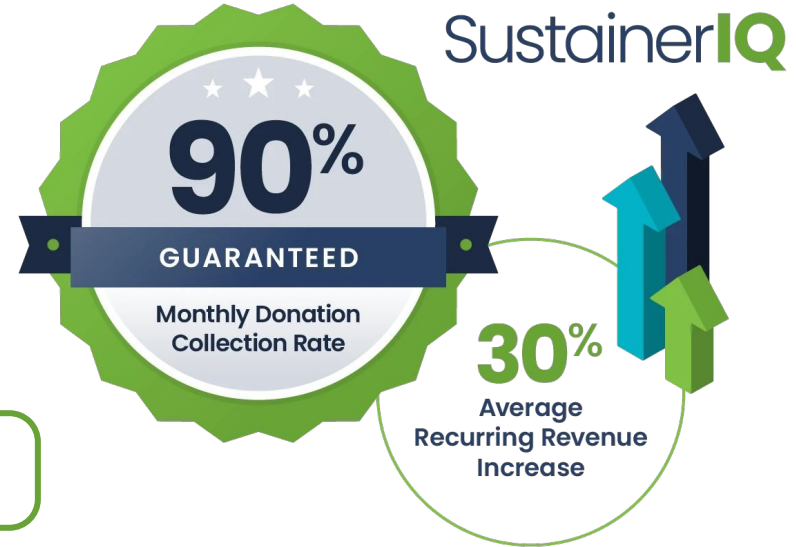 SustainerIQ
90%
GUARANTEED
Monthly Donation
Collection Rate
30%
Average
Recurring Revenue
Increase